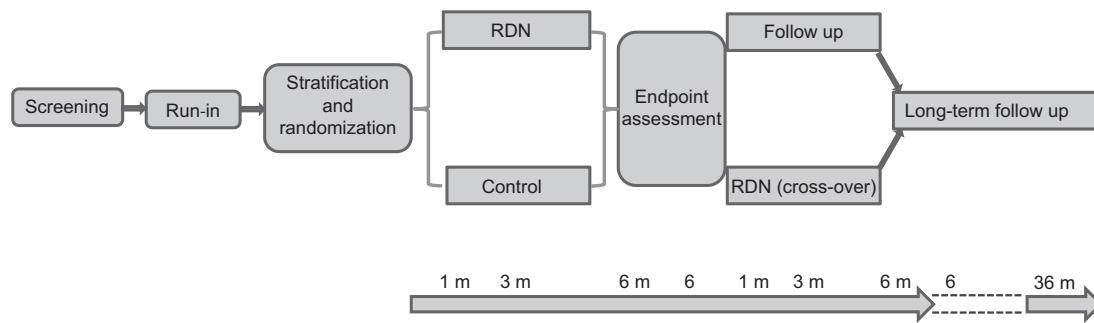 RDN
Follow up
Screening
Run-in
Stratification
and
randomization
Endpoint
assessment
Long-term follow up
Control
RDN (cross-over)
1 m 3 m 6 m 6 1 m 3 m 6 m 6 36 m